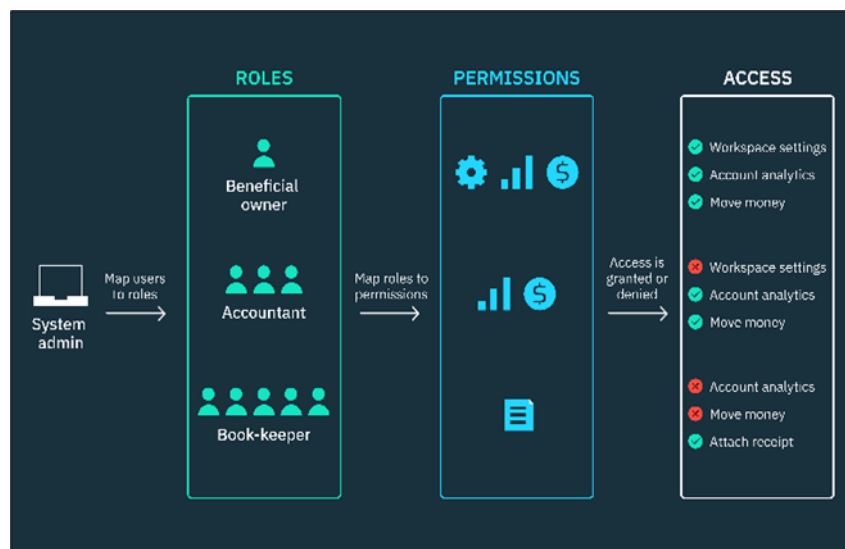 ROLES
PERMISSIONS
ACCESS
Beneficial
owner
Accountant
Book-keeper
System
admin
Map users
to roles
Map roles to
permissions
Access is
granted or
denied
$
$
Workspace settings
Account analytics
Move money
Workspace settings
Account analytics
Move money
Account analytics
Move money
Attach receipt